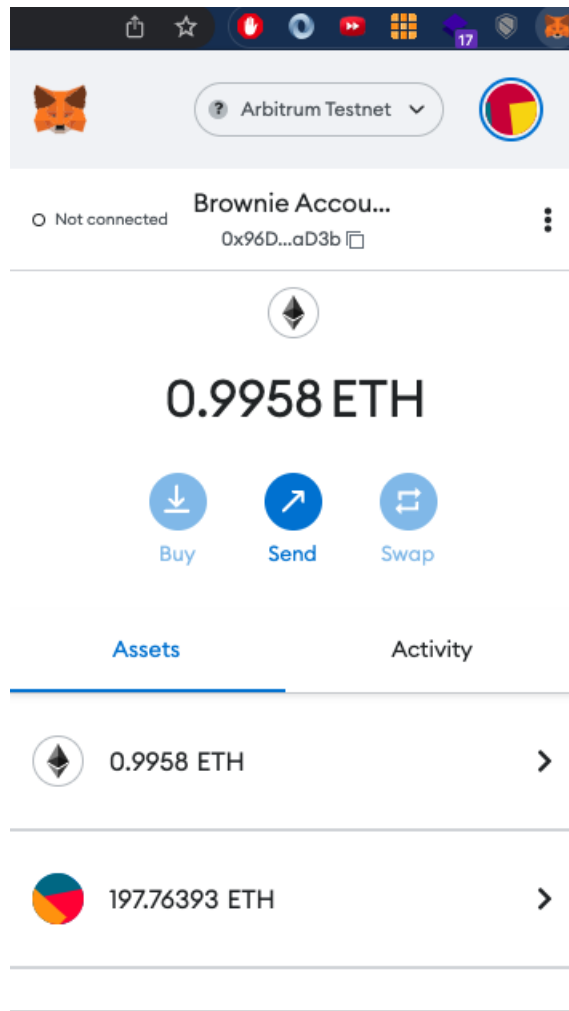 17
? Arbitrum Testnet
Not connected
Brownie Accou...
0x96D...aD3b
0.9958 ETH
Buy
Send
Swap
Assets
Activity
0.9958 ETH
197.76393 ETH